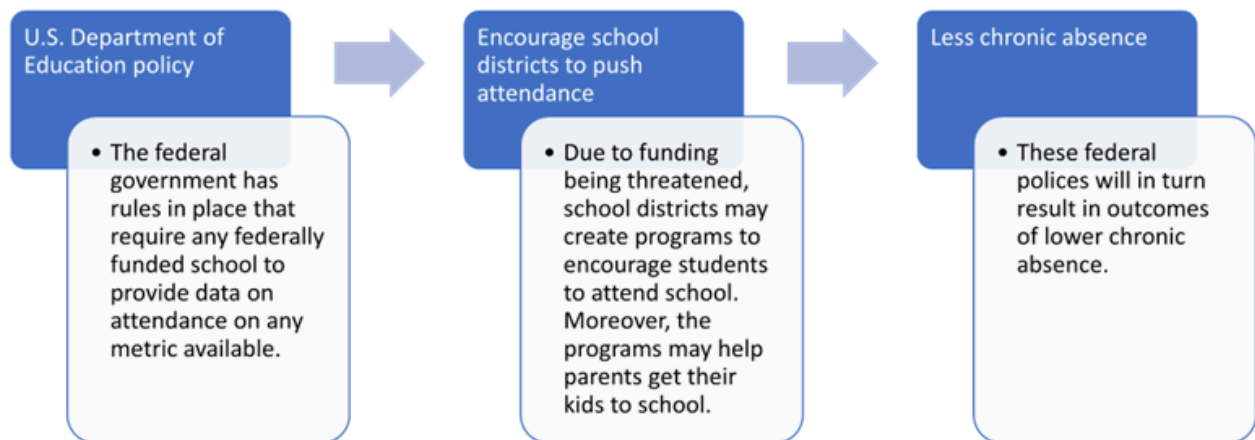 U.S. Department of
Education policy
• The federal
government has
rules in place that
require any federally
funded school to
provide data on
attendance on any
metric available.
Encourage school
districts to push
attendance
• Due to funding
being threatened,
school districts may
create programs to
encourage students
to attend school.
Moreover, the
programs may help
parents get their
kids to school.
Less chronic absence
• These federal
polices will in turn
result in outcomes
of lower chronic
absence.